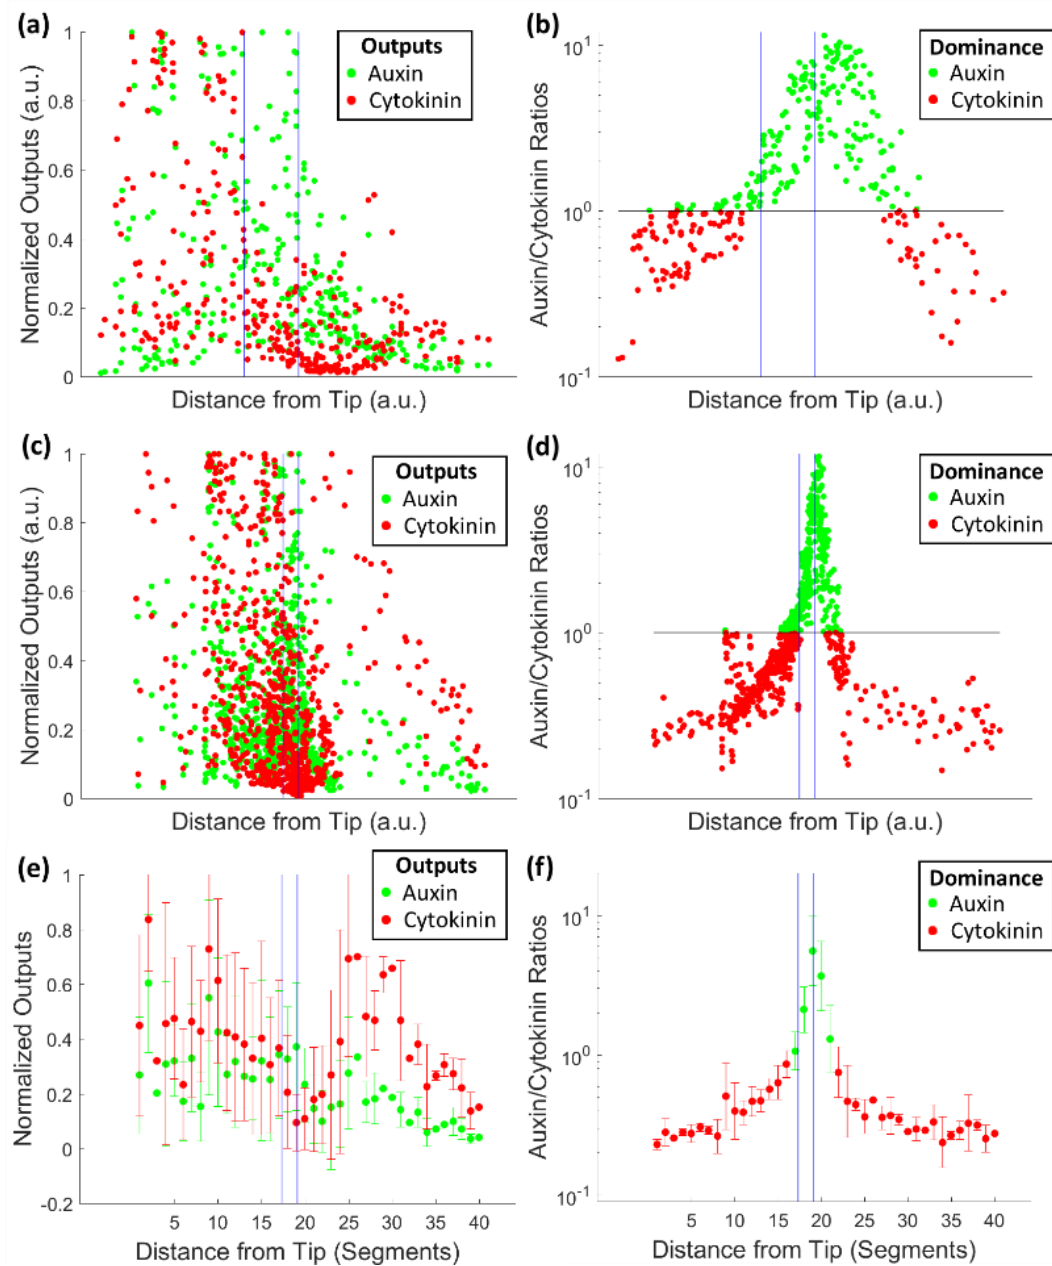 (a)
Normalized Outputs (a.u.)
1
0.8
0.6
0.4
0.2
0
Outputs
Auxin
Cytokinin
Distance from Tip (a.u.)
(b)
Auxin/Cytokinin Ratios
10^1
10^0
10^-1
Dominance
Auxin
Cytokinin
Distance from Tip (a.u.)
(c)
Normalized Outputs (a.u.)
1
0.8
0.6
0.4
0.2
0
Outputs
Auxin
Cytokinin
Distance from Tip (a.u.)
(d)
Auxin/Cytokinin Ratios
10^1
10^0
10^-1
Dominance
Auxin
Cytokinin
Distance from Tip (a.u.)
(e)
Normalized Outputs
1
0.8
0.6
0.4
0.2
0
-0.2
Outputs
Auxin
Cytokinin
5 10 15 20 25 30 35 40
Distance from Tip (Segments)
(f)
Auxin/Cytokinin Ratios
10^1
10^0
10^-1
Dominance
Auxin
Cytokinin
5 10 15 20 25 30 35 40
Distance from Tip (Segments)